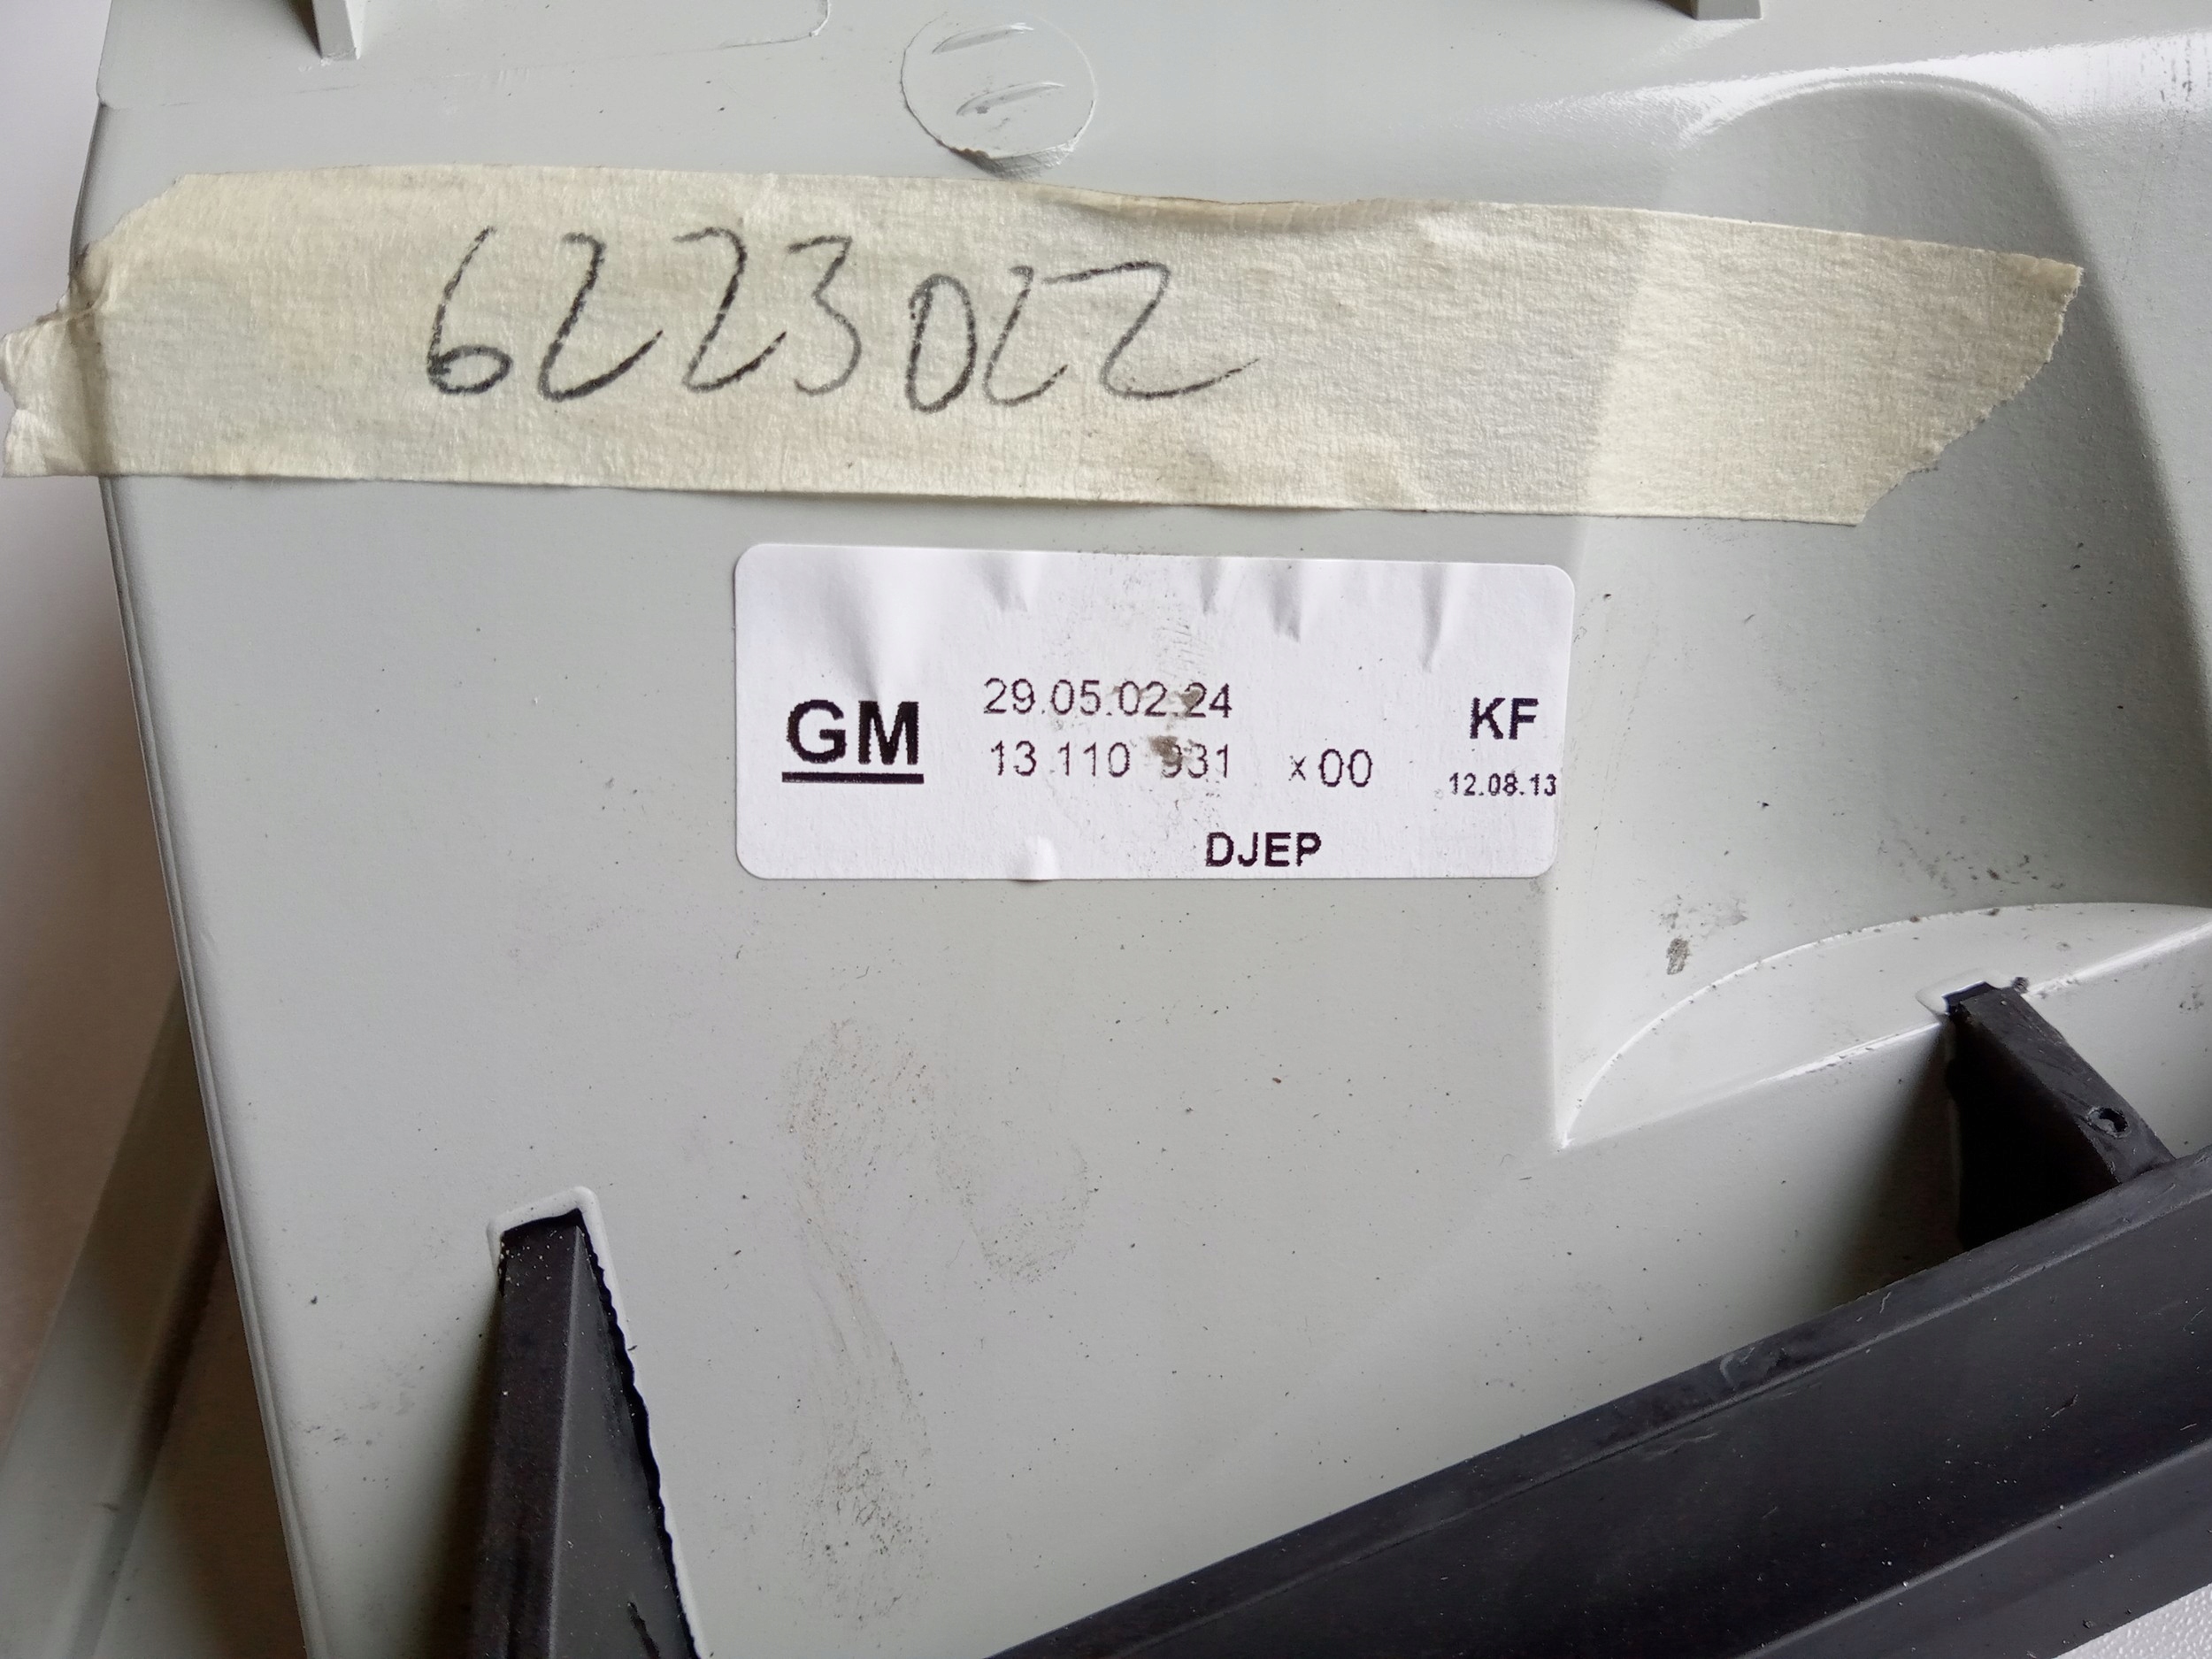 6223022
GM
29.05.02.24
13 110 931 x00
KF
12.08.13
DJEP